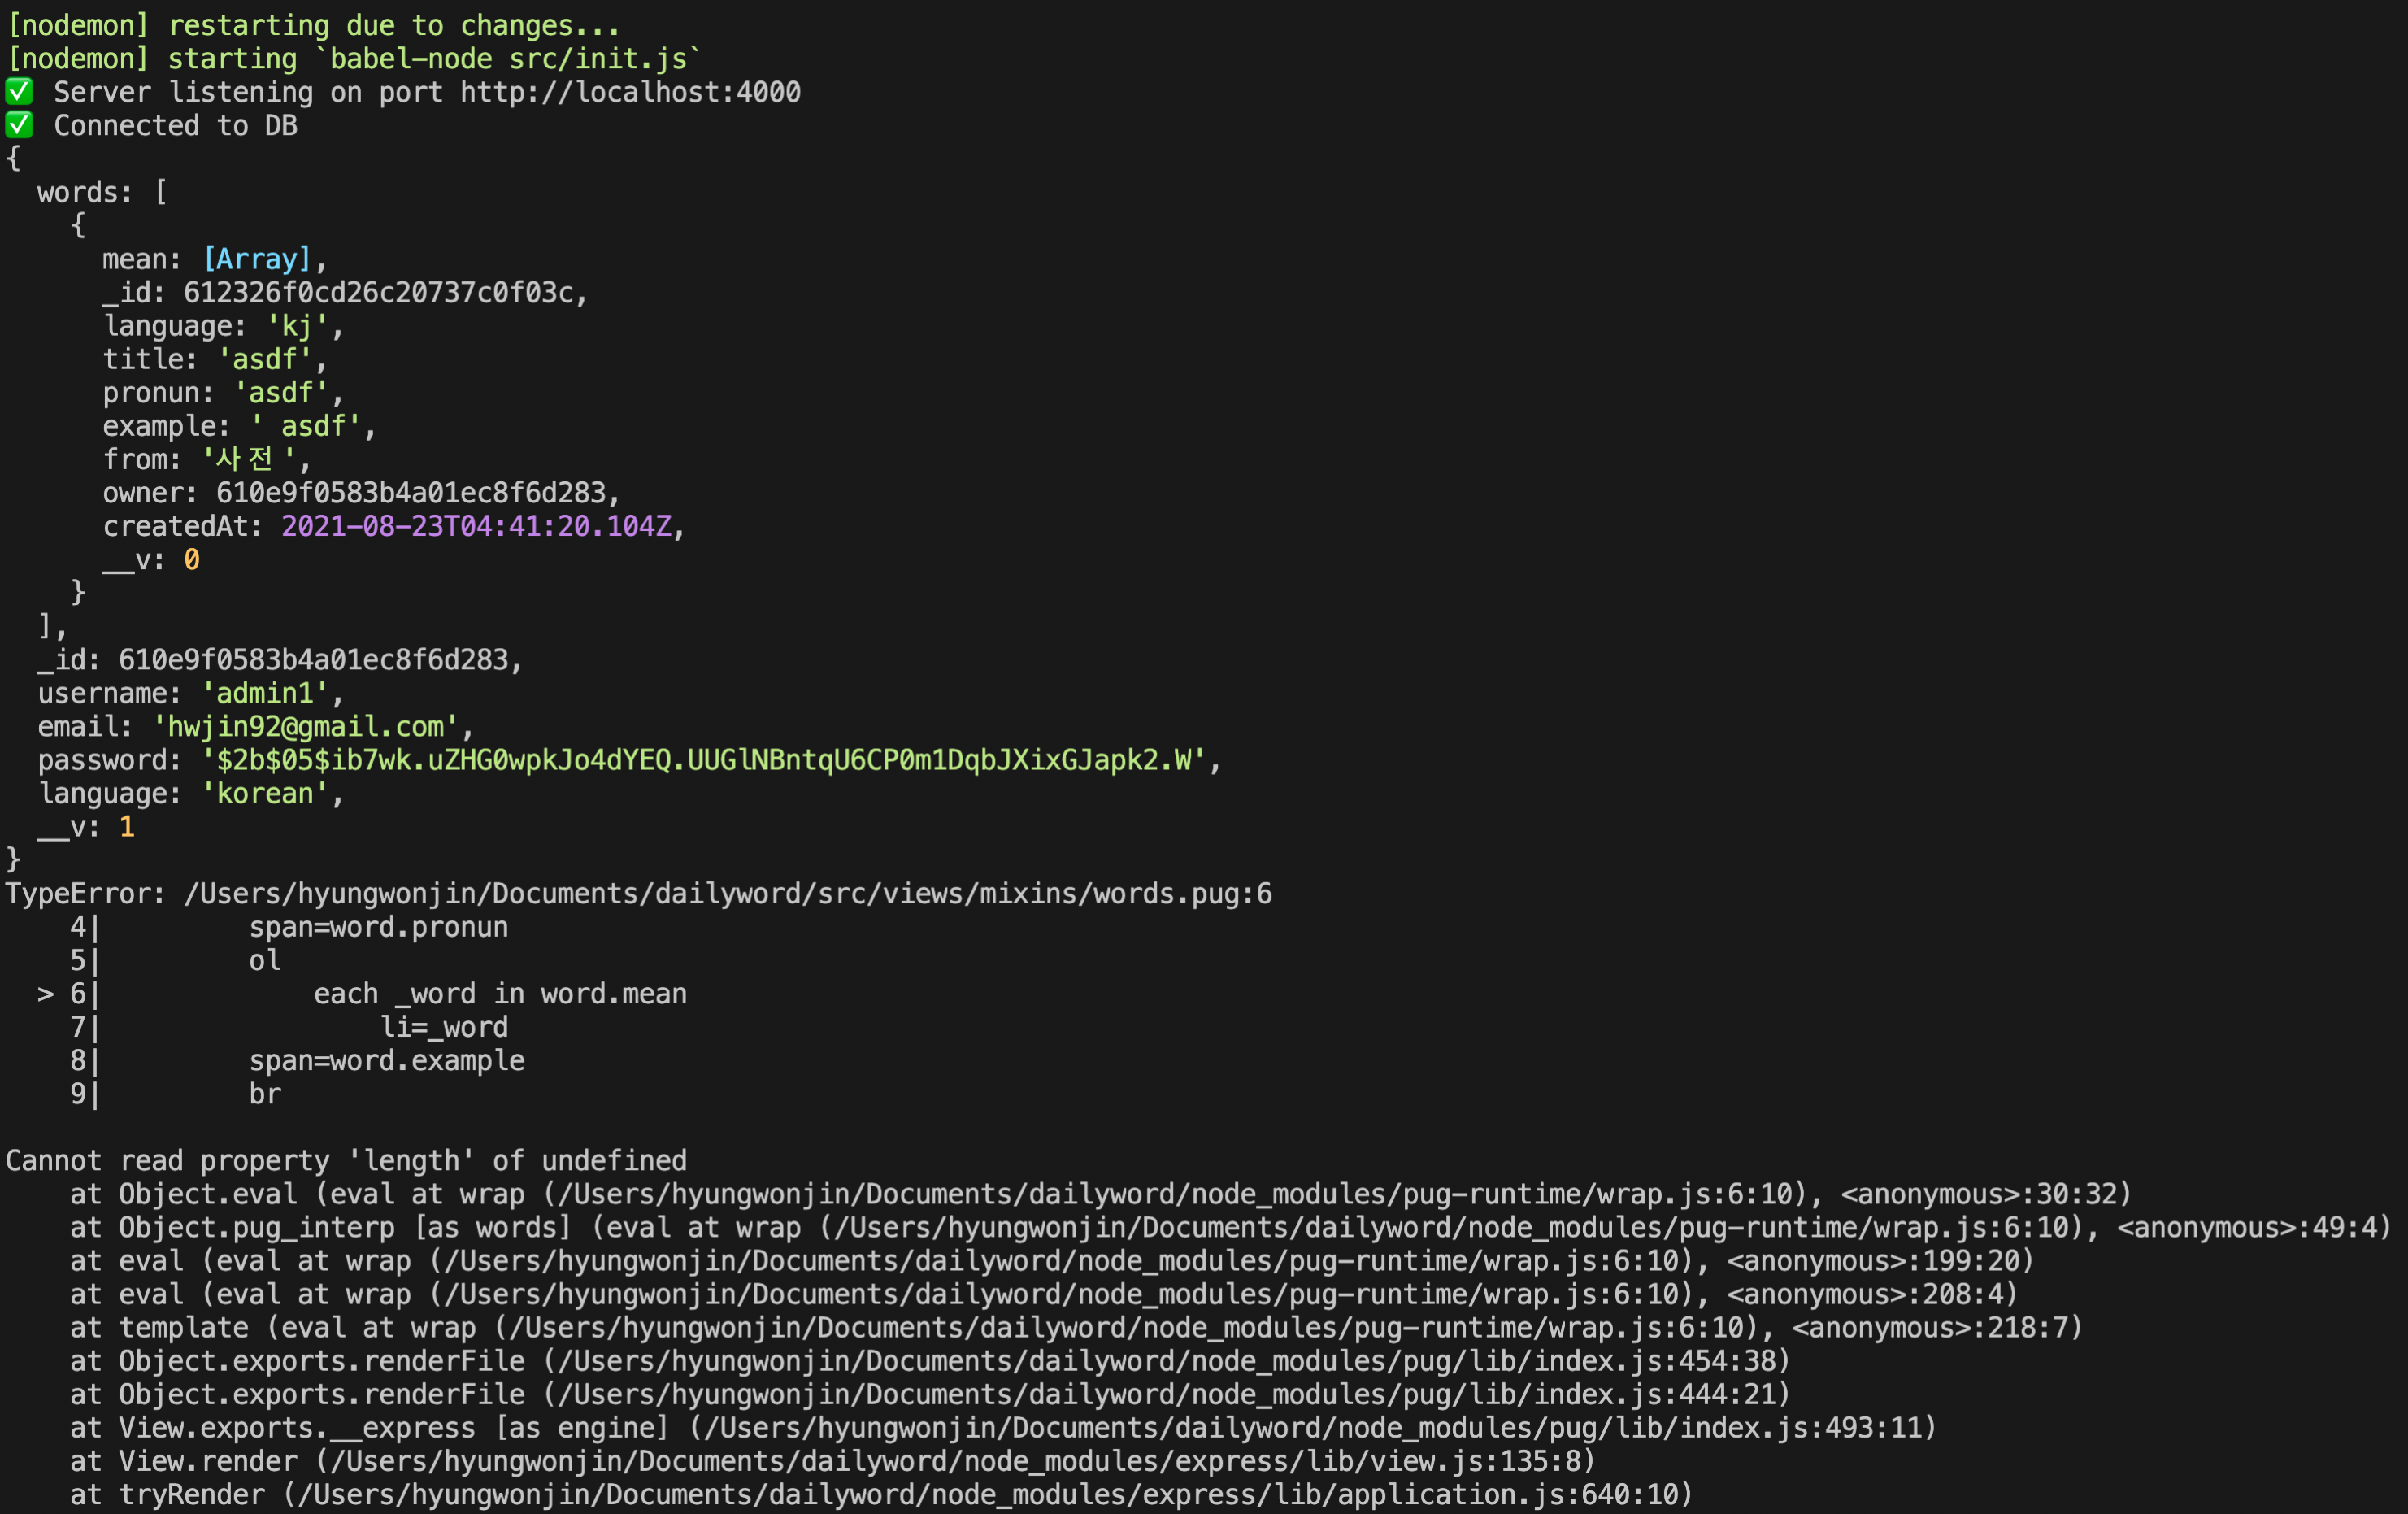 [nodemon] restarting due to changes...
[nodemon] starting `babel-node src/init.js`
✅ Server listening on port http://localhost:4000
✅ Connected to DB
{
  words: [
    {
      mean: [Array],
      _id: 612326f0cd26c20737c0f03c,
      language: 'kj',
      title: 'asdf',
      pronun: 'asdf',
      example: ' asdf',
      from: '사전',
      owner: 610e9f0583b4a01ec8f6d283,
      createdAt: 2021-08-23T04:41:20.104Z,
      __v: 0
    }
  ],
  _id: 610e9f0583b4a01ec8f6d283,
  username: 'admin1',
  email: 'hwjin92@gmail.com',
  password: '$2b$05$ib7wk.uZHG0wpkJo4dYEQ.UUGlNBntqU6CP0m1DqbJXixGJapk2.W',
  language: 'korean',
  __v: 1
}
TypeError: /Users/hyungwonjin/Documents/dailyword/src/views/mixins/words.pug:6
    4|         span=word.pronun
    5|         ol
  > 6|             each _word in word.mean
    7|                 li=_word
    8|         span=word.example
    9|         br
Cannot read property 'length' of undefined
    at Object.eval (eval at wrap (/Users/hyungwonjin/Documents/dailyword/node_modules/pug-runtime/wrap.js:6:10), <anonymous>:30:32)
    at Object.pug_interp [as words] (eval at wrap (/Users/hyungwonjin/Documents/dailyword/node_modules/pug-runtime/wrap.js:6:10), <anonymous>:49:4)
    at eval (eval at wrap (/Users/hyungwonjin/Documents/dailyword/node_modules/pug-runtime/wrap.js:6:10), <anonymous>:199:20)
    at eval (eval at wrap (/Users/hyungwonjin/Documents/dailyword/node_modules/pug-runtime/wrap.js:6:10), <anonymous>:208:4)
    at template (eval at wrap (/Users/hyungwonjin/Documents/dailyword/node_modules/pug-runtime/wrap.js:6:10), <anonymous>:218:7)
    at Object.exports.renderFile (/Users/hyungwonjin/Documents/dailyword/node_modules/pug/lib/index.js:454:38)
    at Object.exports.renderFile (/Users/hyungwonjin/Documents/dailyword/node_modules/pug/lib/index.js:444:21)
    at View.exports.__express [as engine] (/Users/hyungwonjin/Documents/dailyword/node_modules/pug/lib/index.js:493:11)
    at View.render (/Users/hyungwonjin/Documents/dailyword/node_modules/express/lib/view.js:135:8)
    at tryRender (/Users/hyungwonjin/Documents/dailyword/node_modules/express/lib/application.js:640:10)